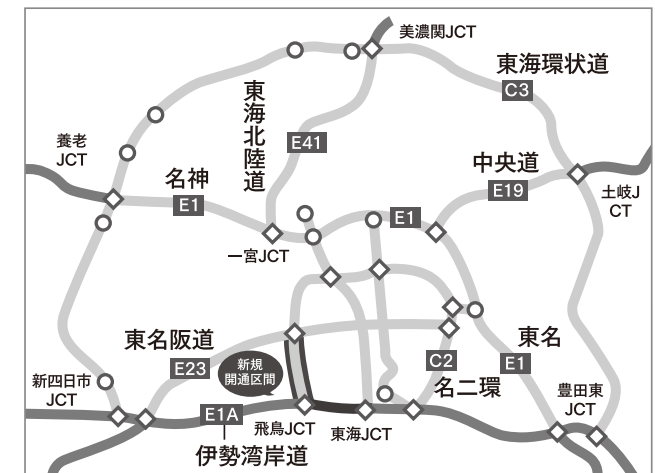 美濃関JCT
東海環状道
C3
東海北陸道
E41
養老
JCT
名神
E1
中央道
E19
土岐J
CT
E1
一宮JCT
東名阪道
E23
新規
開通区間
東名
E1
C2
名二環
新四日市
JCT
豊田東
JCT
E1A
飛鳥JCT
東海JCT
伊勢湾岸道